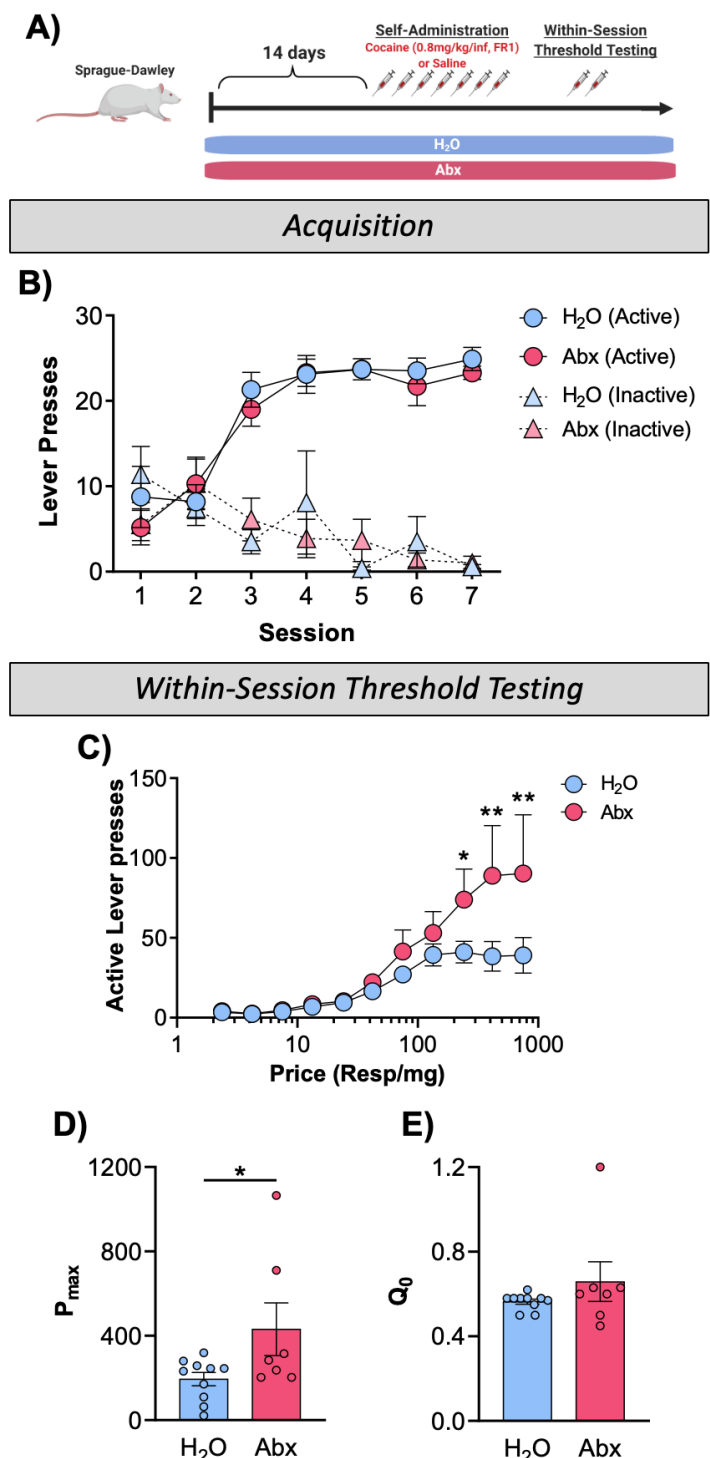 A)
Self-Administration
Cocaine (0.8mg/kg/inf, FR1)
or Saline
Within-Session
Threshold Testing
Sprague-Dawley
14 days
H₂O
Abx
Acquisition
B)
30
20
10
0
Lever Presses
1 2 3 4 5 6 7
Session
H₂O (Active)
Abx (Active)
H₂O (Inactive)
Abx (Inactive)
Within-Session Threshold Testing
C)
150
100
50
0
Active Lever presses
1 10 100 1000
Price (Resp/mg)
* ** **
H₂O
Abx
D)
1200
800
400
0
Pmax
*
H₂O Abx
E)
1.2
0.8
0.4
0.0
Q₀
H₂O Abx